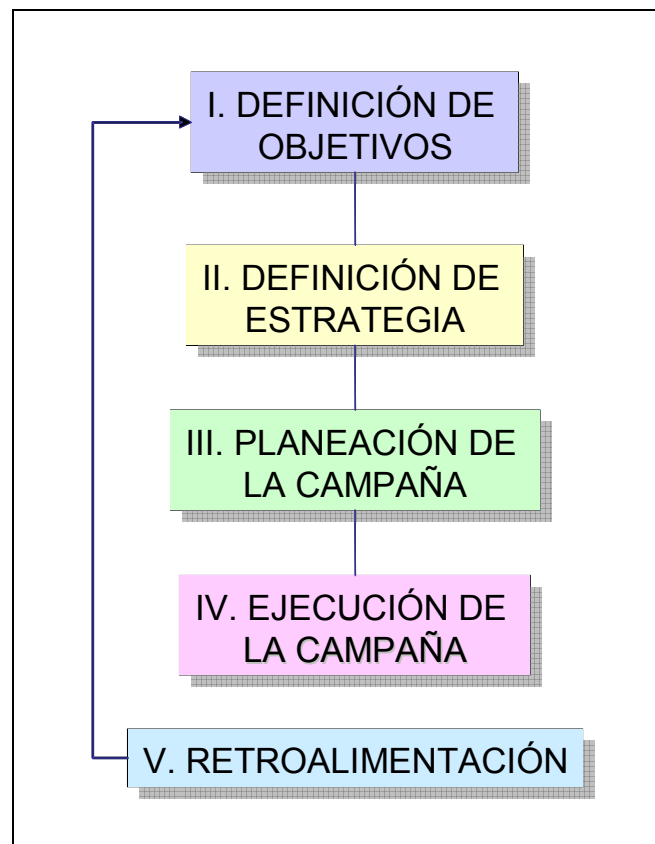 I. DEFINICIÓN DE
OBJETIVOS
II. DEFINICIÓN DE
ESTRATEGIA
III. PLANEACIÓN DE
LA CAMPAÑA
IV. EJECUCIÓN DE
LA CAMPAÑA
V. RETROALIMENTACIÓN